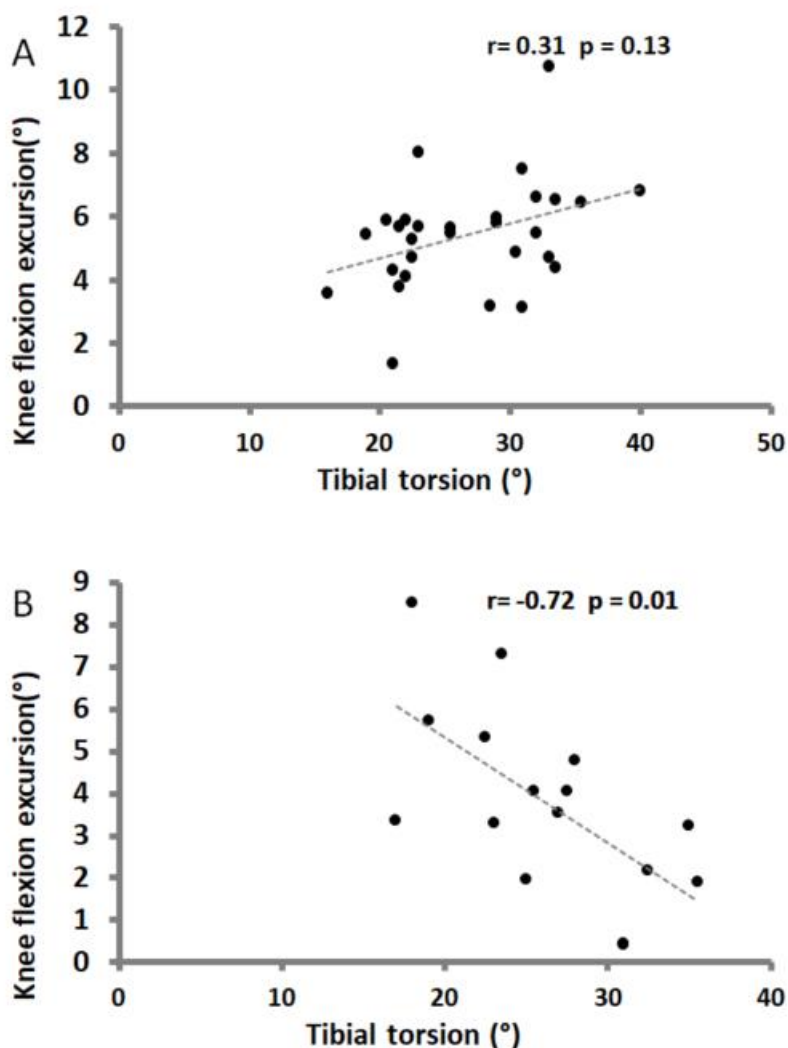 A
r= 0.31 p = 0.13
Knee flexion excursion(°)
12
10
8
6
4
2
0
0 10 20 30 40 50
Tibial torsion (°)
B
r= -0.72 p = 0.01
Knee flexion excursion(°)
9
8
7
6
5
4
3
2
1
0
0 10 20 30 40
Tibial torsion (°)